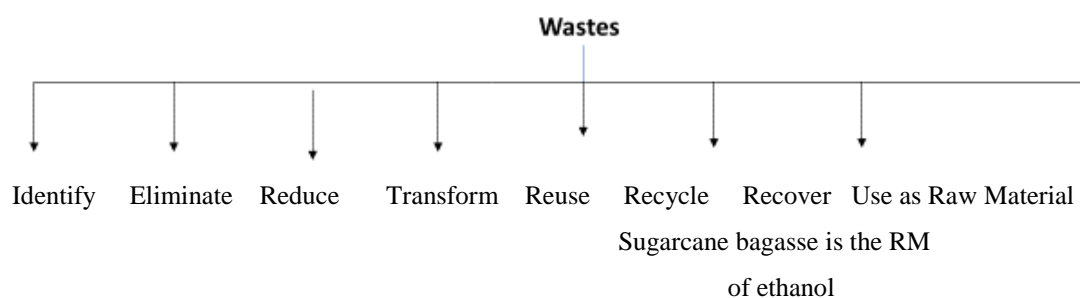 Wastes
Identify Eliminate Reduce Transform Reuse Recycle Recover Use as Raw Material
Sugarcane bagasse is the RM
of ethanol